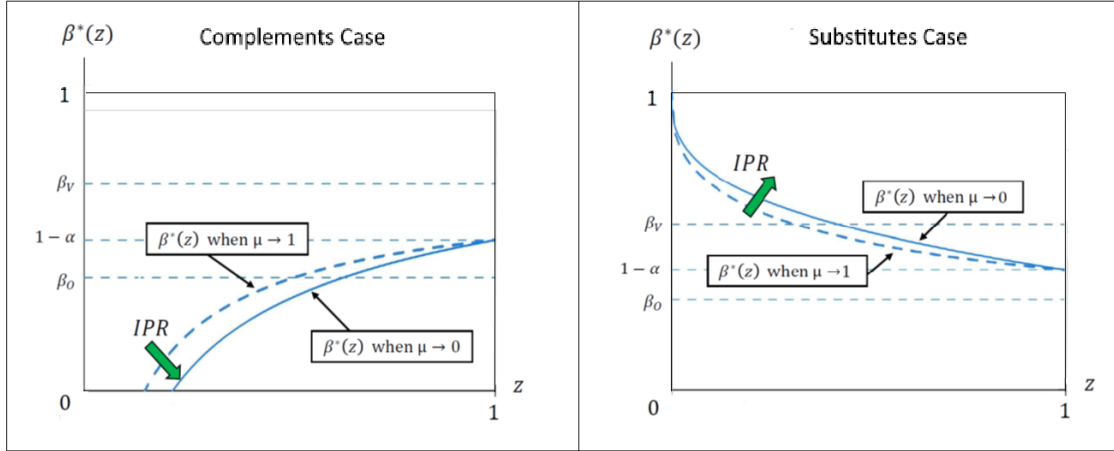 Complements Case
β*(z)
1
β_V
1 − α
β*(z) when μ → 1
β_O
IPR
β*(z) when μ → 0
0
1
z
Substitutes Case
β*(z)
1
IPR
β*(z) when μ →0
β_V
1 − α
β*(z) when μ →1
β_O
0
1
z